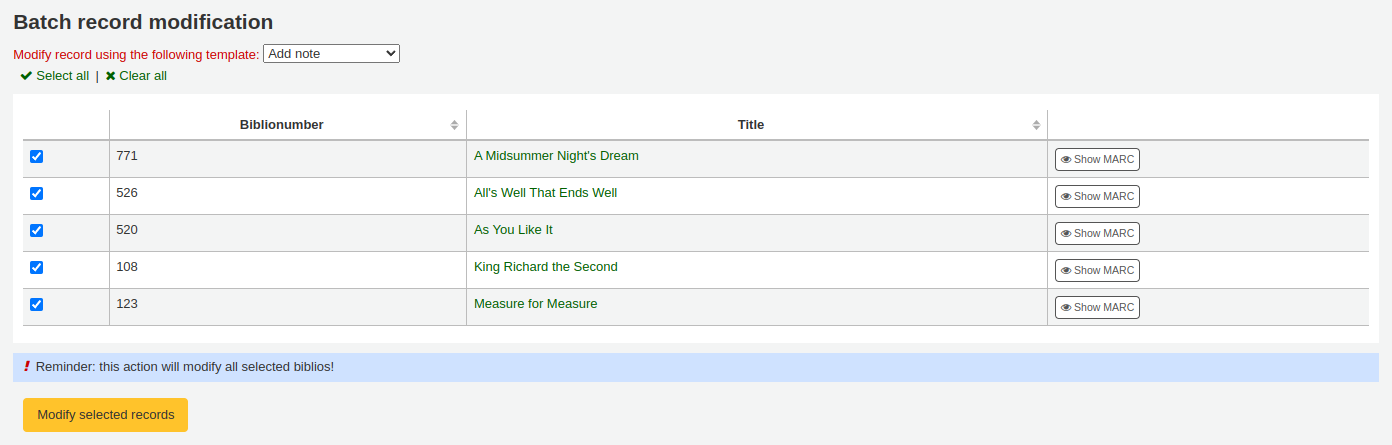 Batch record modification
Modify record using the following template: Add note
Select all | Clear all
Biblionumber Title
771 A Midsummer Night's Dream Show MARC
526 All's Well That Ends Well Show MARC
520 As You Like It Show MARC
108 King Richard the Second Show MARC
123 Measure for Measure Show MARC
! Reminder: this action will modify all selected biblios!
Modify selected records